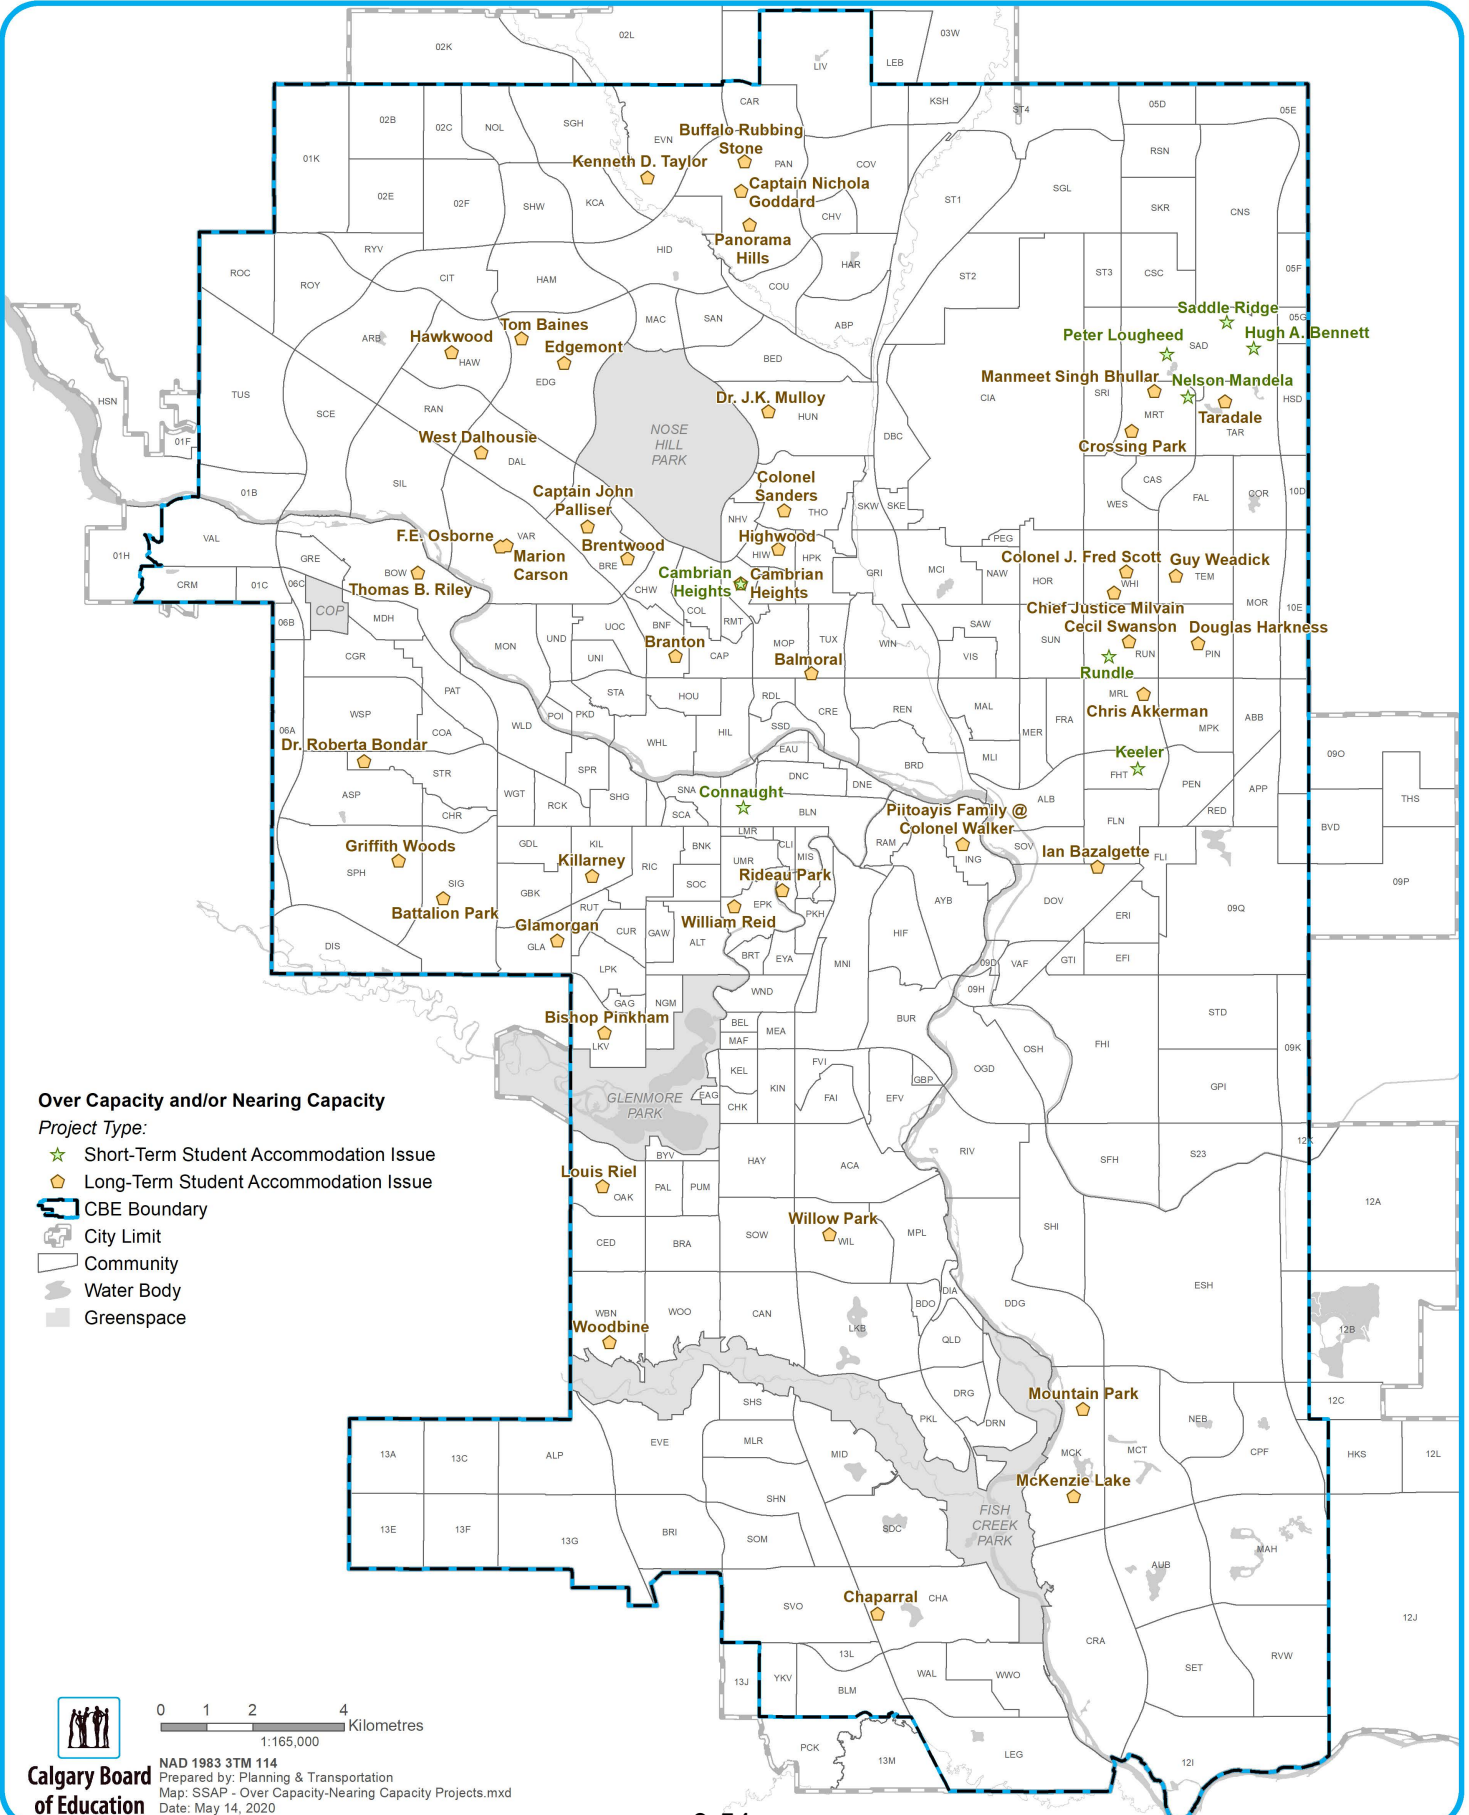 02K
02L
03W
LIV
LEB
CAR
KSH
ST4
05D
05E
02B
02C
NOL
SGH
EVN
Buffalo Rubbing
Stone
01K
Kenneth D. Taylor
PAN
COV
RSN
SGL
02E
02F
SHW
KCA
Captain Nichola
Goddard
CHV
ST1
SKR
CNS
Panorama
Hills
RYV
HID
HAR
ROC
ROY
CIT
HAM
COU
ST2
ST3
CSC
05F
Saddle Ridge
05G
MAC
SAN
ABP
ARB
Hawkwood
Tom Baines
Edgemont
HAW
EDG
BED
Peter Lougheed
SAD
Hugh A. Bennett
Manmeet Singh Bhullar
Nelson Mandela
HSN
TUS
SCE
RAN
Dr. J.K. Mulloy
HUN
CIA
SRI
MRT
Taradale
TAR
HSD
01F
West Dalhousie
DAL
NOSE
HILL
PARK
DBC
Crossing Park
01B
SIL
Captain John
Palliser
Colonel
Sanders
THO
NHV
SKW
SKE
CAS
WES
FAL
COR
10D
VAL
01H
GRE
F.E. Osborne
VAR
Marion
Carson
Brentwood
BRE
Highwood
HIW
HPK
PEG
Colonel J. Fred Scott
Guy Weadick
CRM
01C
06C
BOW
Thomas B. Riley
CHW
Cambrian
Heights
Cambrian
Heights
GRI
MCI
NAW
HOR
WHI
TEM
MOR
10E
COP
06B
MDH
COL
RMT
Chief Justice Milvain
UND
UOC
BNF
SAW
SUN
Cecil Swanson
Douglas Harkness
CGR
MON
UNI
Branton
CAP
MOP
TUX
WIN
VIS
RUN
PIN
Balmoral
Rundle
PAT
STA
HOU
RDL
MRL
WSP
POI
PKD
CRE
REN
MAL
FRA
Chris Akkerman
ABB
06A
COA
WLD
WHL
HIL
SSD
MER
MPK
Dr. Roberta Bondar
EAU
MLI
Keeler
09O
STR
SPR
DNC
DNE
BRD
FHT
PEN
APP
ASP
WGT
RCK
SHG
SNA
Connaught
ALB
THS
CHR
SCA
BLN
Piitoayis Family @
Colonel Walker
FLN
RED
BVD
LMR
RAM
ING
SOV
Griffith Woods
GDL
KIL
BNK
CLI
MIS
Ian Bazalgette
FLI
SPH
Killarney
RIC
UMR
Rideau Park
SIG
GBK
SOC
EPK
AYB
DOV
09P
Battalion Park
RUT
William Reid
PKH
ERI
09Q
Glamorgan
CUR
GAW
ALT
HIF
DIS
GLA
BRT
EYA
MNI
09D
VAF
GTI
EFI
LPK
WND
09H
GAG
NGM
STD
Bishop Pinkham
BEL
MEA
BUR
LKV
MAF
OSH
FHI
09K
FVI
OGD
KEL
KIN
GBP
GPI
GLENMORE
PARK
EAG
CHK
FAI
EFV
Over Capacity and/or Nearing Capacity
Project Type:
Short-Term Student Accommodation Issue
Long-Term Student Accommodation Issue
CBE Boundary
City Limit
Community
Water Body
Greenspace
12K
BYV
HAY
ACA
RIV
SFH
S23
Louis Riel
OAK
PAL
PUM
12A
Willow Park
WIL
MPL
SHI
CED
BRA
SOW
ESH
DIA
BDO
DDG
WBN
WOO
CAN
LKB
12B
Woodbine
QLD
SHS
DRG
Mountain Park
12C
PKL
DRN
NEB
EVE
MLR
MID
MCK
MCT
CPF
HKS
12L
13A
13C
ALP
McKenzie Lake
SHN
FISH
CREEK
PARK
13E
13F
13G
BRI
SOM
SDC
MAH
AUB
Chaparral
SVO
CHA
12J
CRA
13L
SET
RVW
13J
YKV
BLM
WAL
WWO
PCK
13M
LEG
12I
0 1 2 4
Kilometres
1:165,000
NAD 1983 3TM 114
Prepared by: Planning & Transportation
Map: SSAP - Over Capacity-Nearing Capacity Projects.mxd
Date: May 14, 2020
Calgary Board
of Education